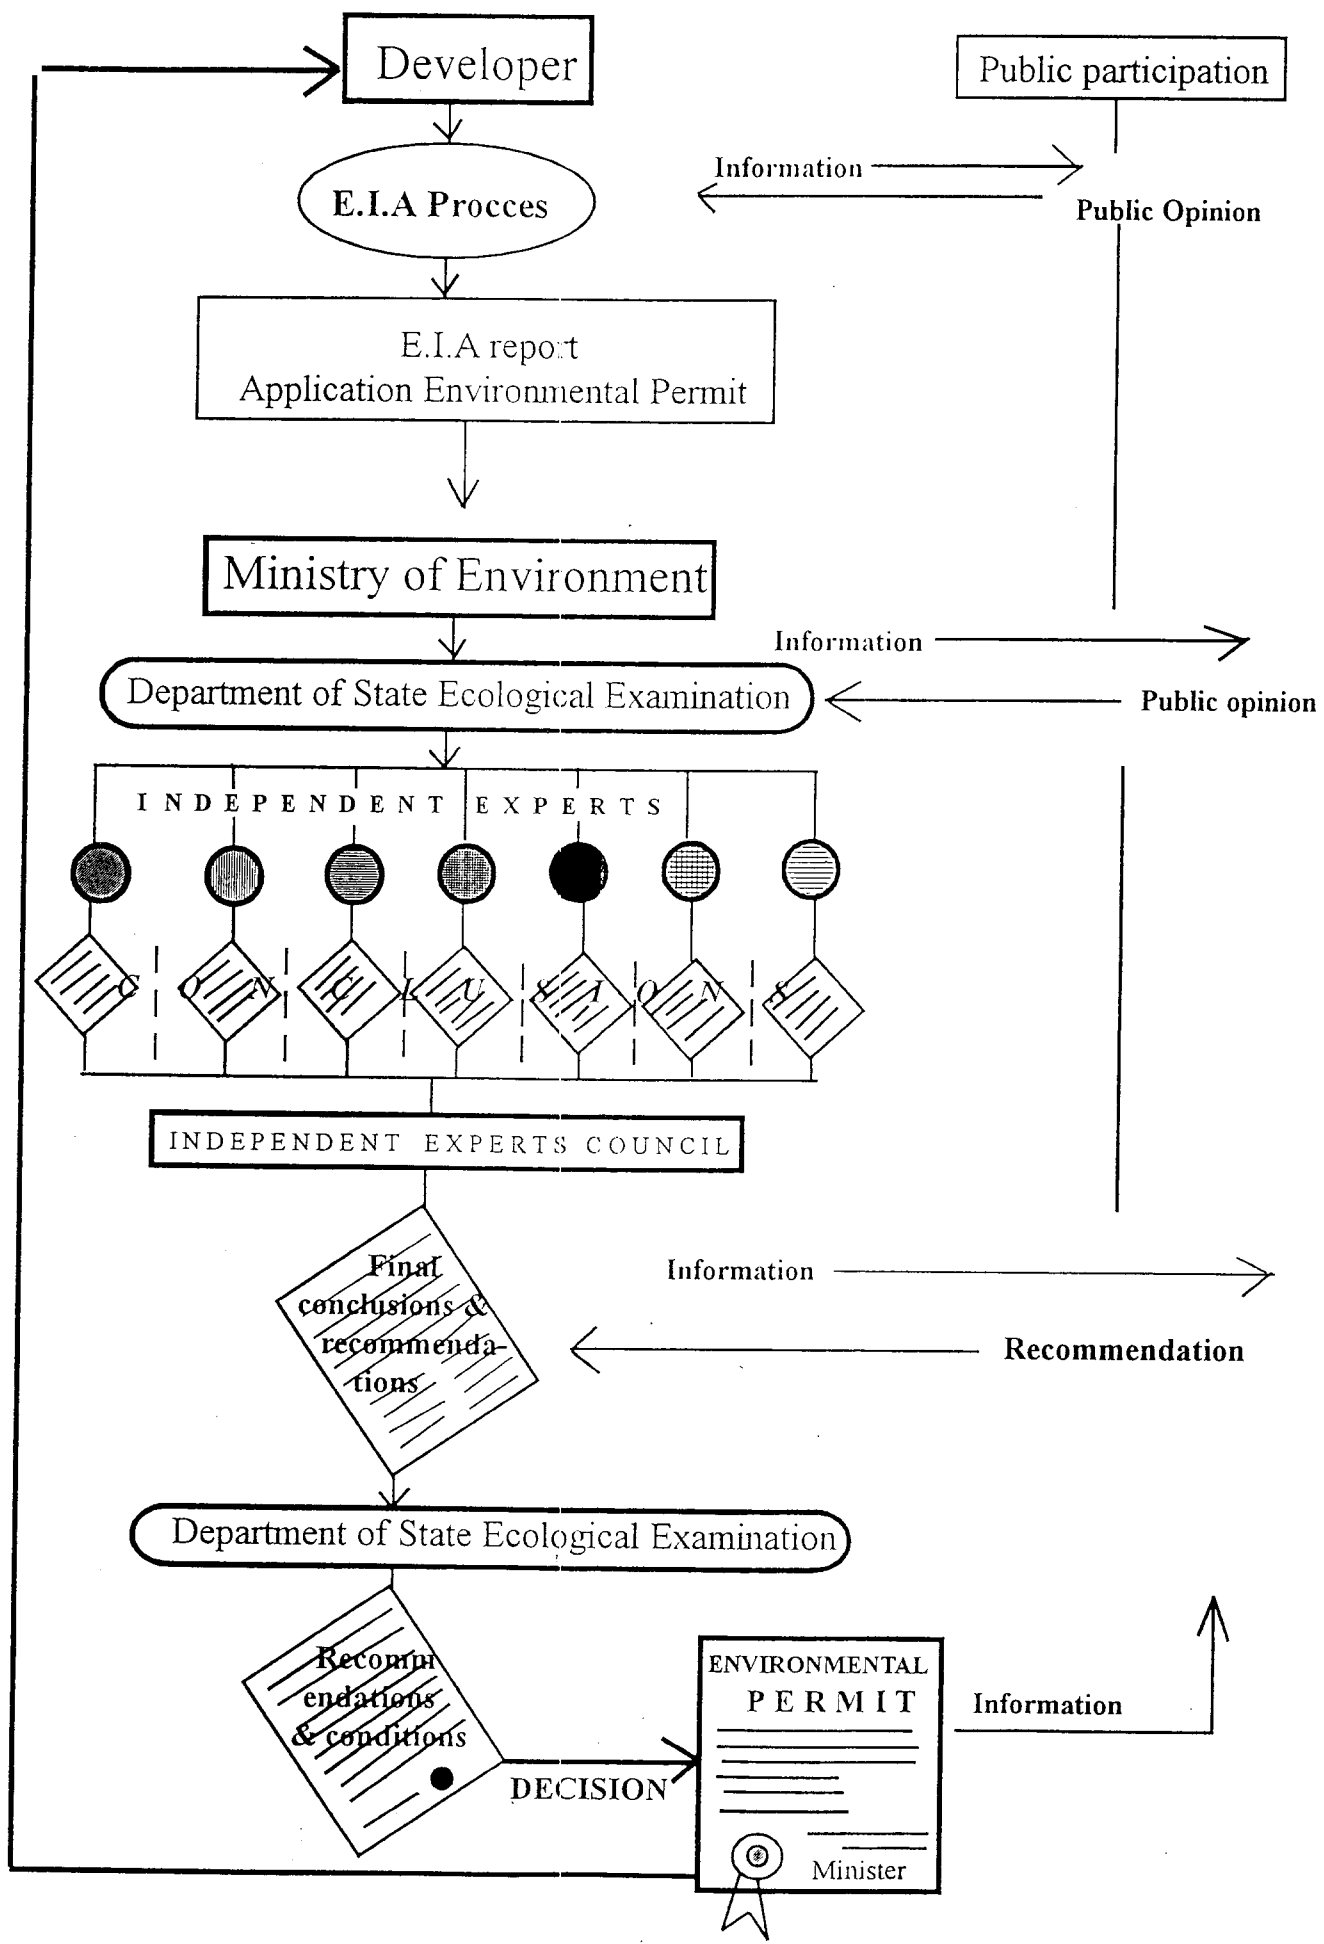 Developer
Public participation
Information
E.I.A Procces
Public Opinion
E.I.A report
Application Environmental Permit
Ministry of Environment
Information
Department of State Ecological Examination
Public opinion
INDEPENDENT EXPERTS
CONCLUSIONS
INDEPENDENT EXPERTS COUNCIL
Final
conclusions &
recommenda-
tions
Information
Recommendation
Department of State Ecological Examination
Recomm
endations
& conditions
DECISION
ENVIRONMENTAL
PERMIT
Minister
Information